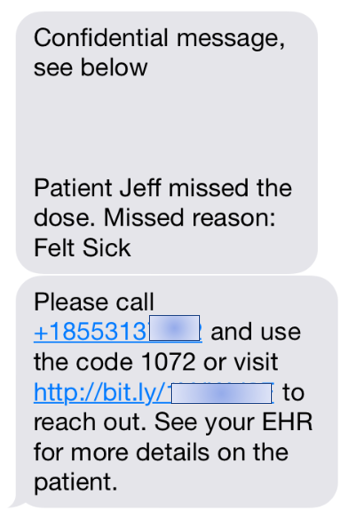 Confidential message,
see below
Patient Jeff missed the
dose. Missed reason:
Felt Sick
Please call
+1855313 and use
the code 1072 or visit
http://bit.ly/ to
reach out. See your EHR
for more details on the
patient.